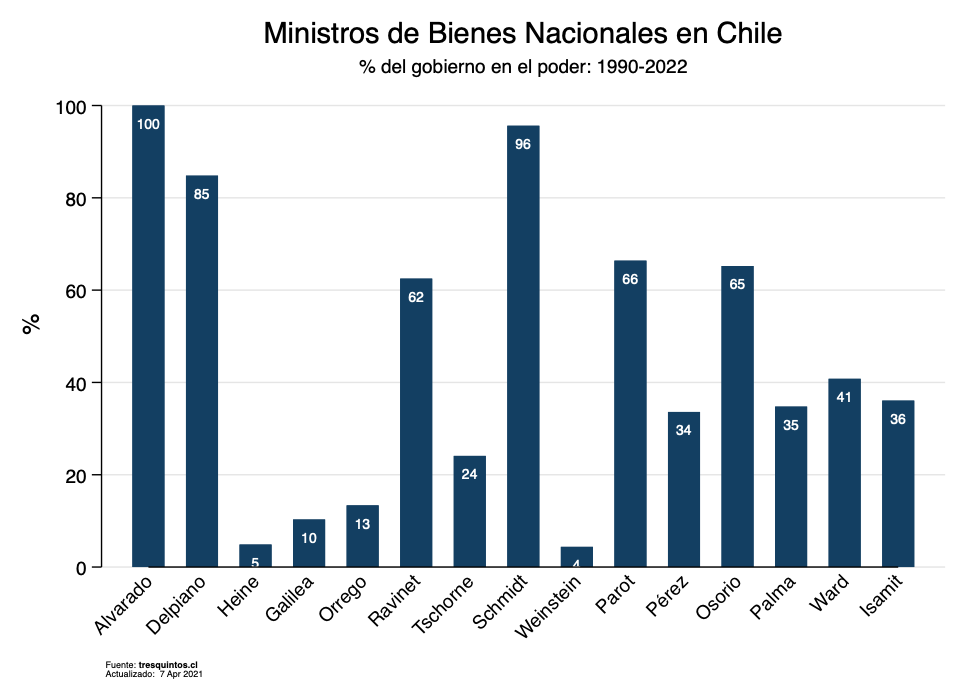 Ministros de Bienes Nacionales en Chile
% del gobierno en el poder: 1990-2022
%
100
80
60
40
20
0
100
85
5
10
13
62
24
96
4
66
34
65
35
41
36
Alvarado
Delpiano
Heine
Galilea
Orrego
Ravinet
Tschorne
Schmidt
Weinstein
Parot
Pérez
Osorio
Palma
Ward
Isamit
Fuente: tresquintos.cl
Actualizado: 7 Apr 2021